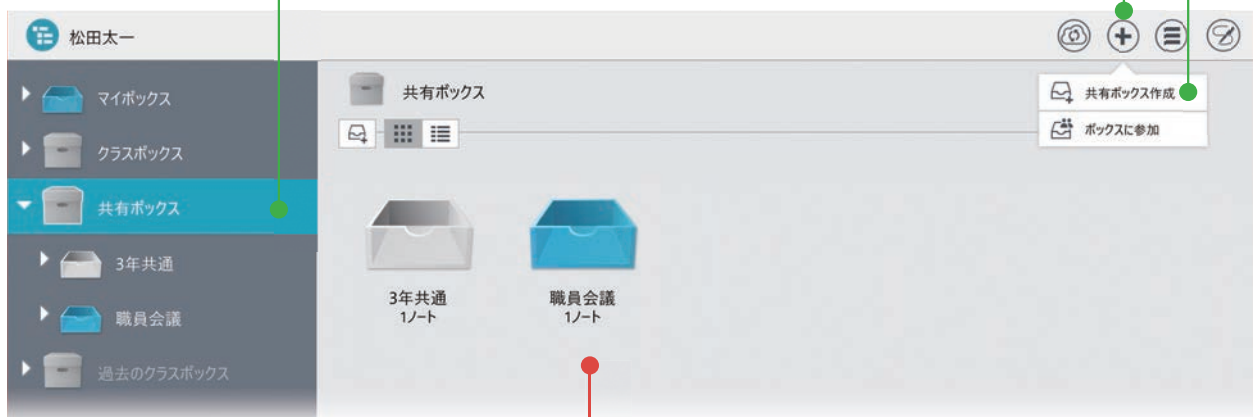 松田太一
マイボックス
クラスボックス
共有ボックス
3年共通
職員会議
過去のクラスボックス
共有ボックス
共有ボックス作成
ボックスに参加
3年共通
1ノート
職員会議
1ノート